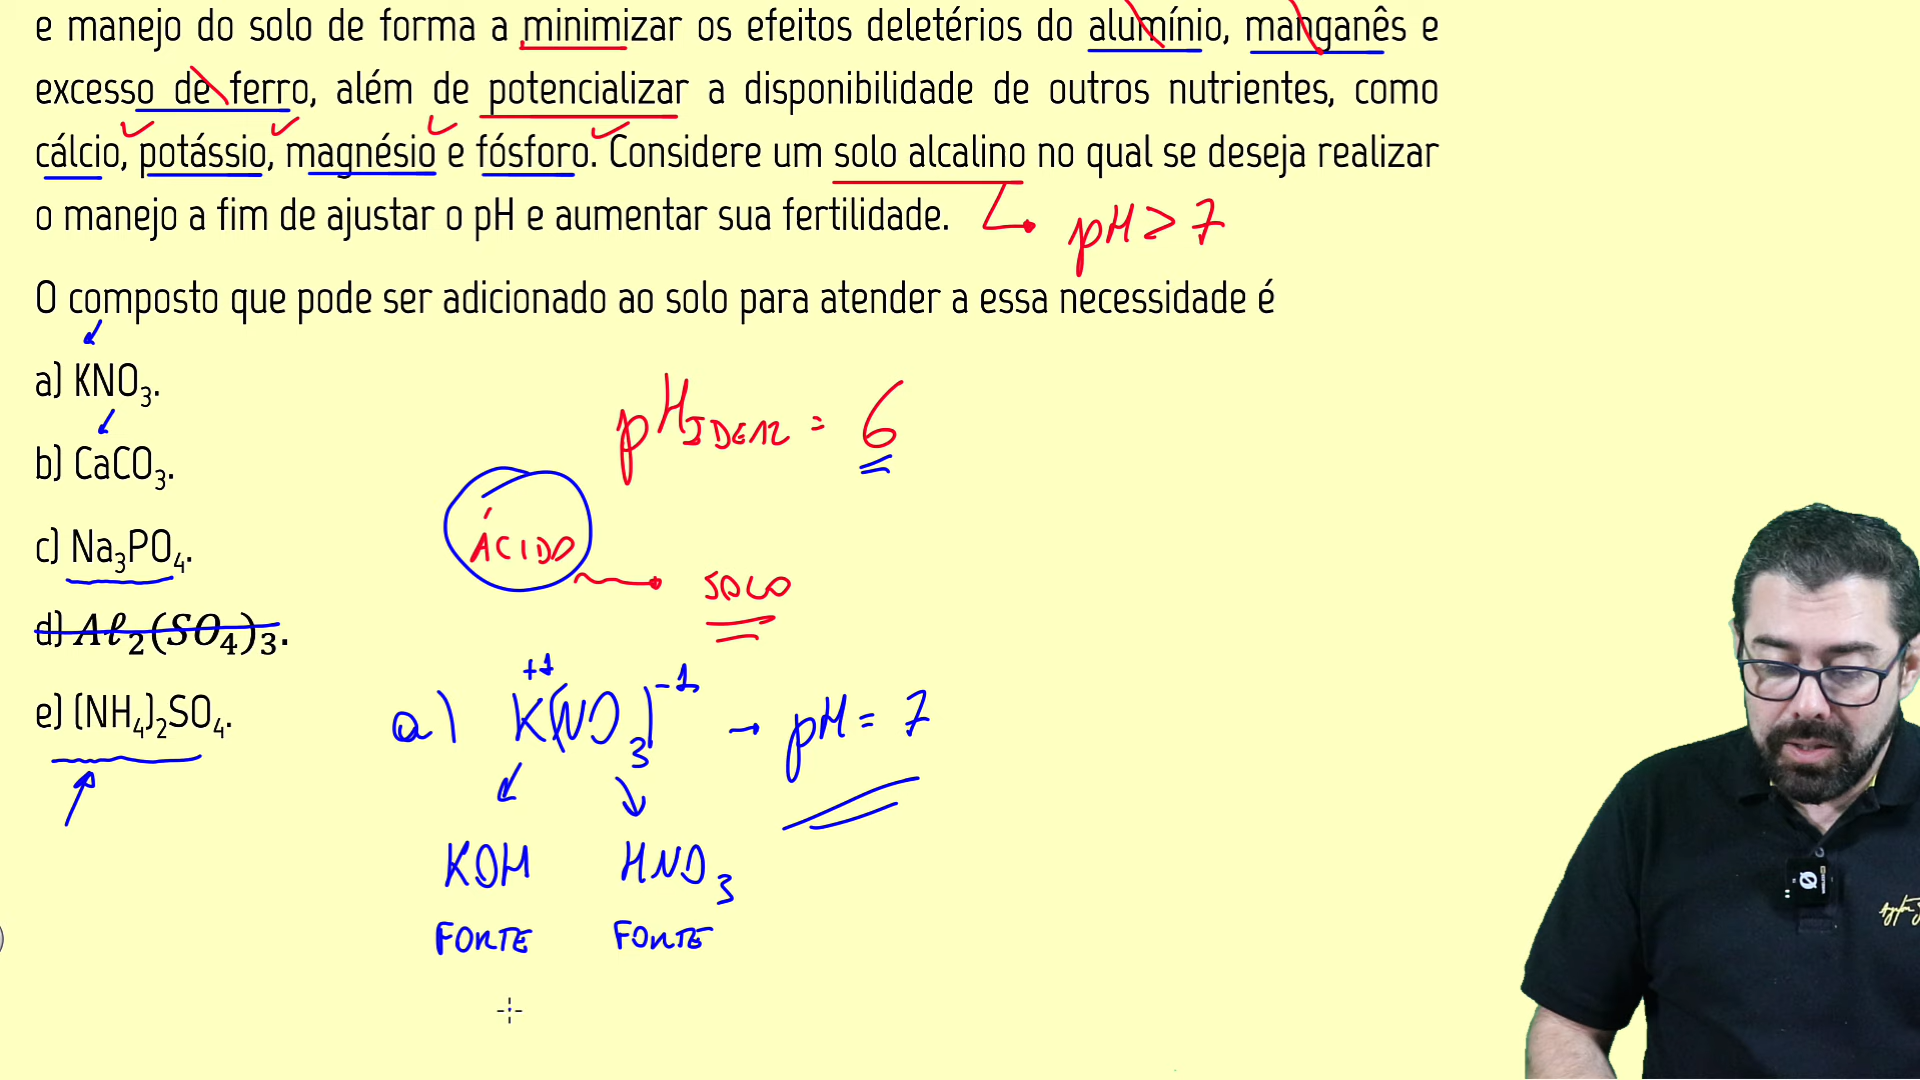 e manejo do solo de forma a minimizar os efeitos deletérios do alumínio, manganês e
excesso de ferro, além de potencializar a disponibilidade de outros nutrientes, como
cálcio, potássio, magnésio e fósforo. Considere um solo alcalino no qual se deseja realizar
o manejo a fim de ajustar o pH e aumentar sua fertilidade.
pH > 7
O composto que pode ser adicionado ao solo para atender a essa necessidade é
a) KNO₃.
b) CaCO₃.
c) Na₃PO₄.
d) Aℓ₂(SO₄)₃.
e) (NH₄)₂SO₄.
pH IDEAL = 6
ÁCIDO
SOLO
a) K⁺¹(NO₃)⁻¹ → pH = 7
KOH HNO₃
FORTE FORTE